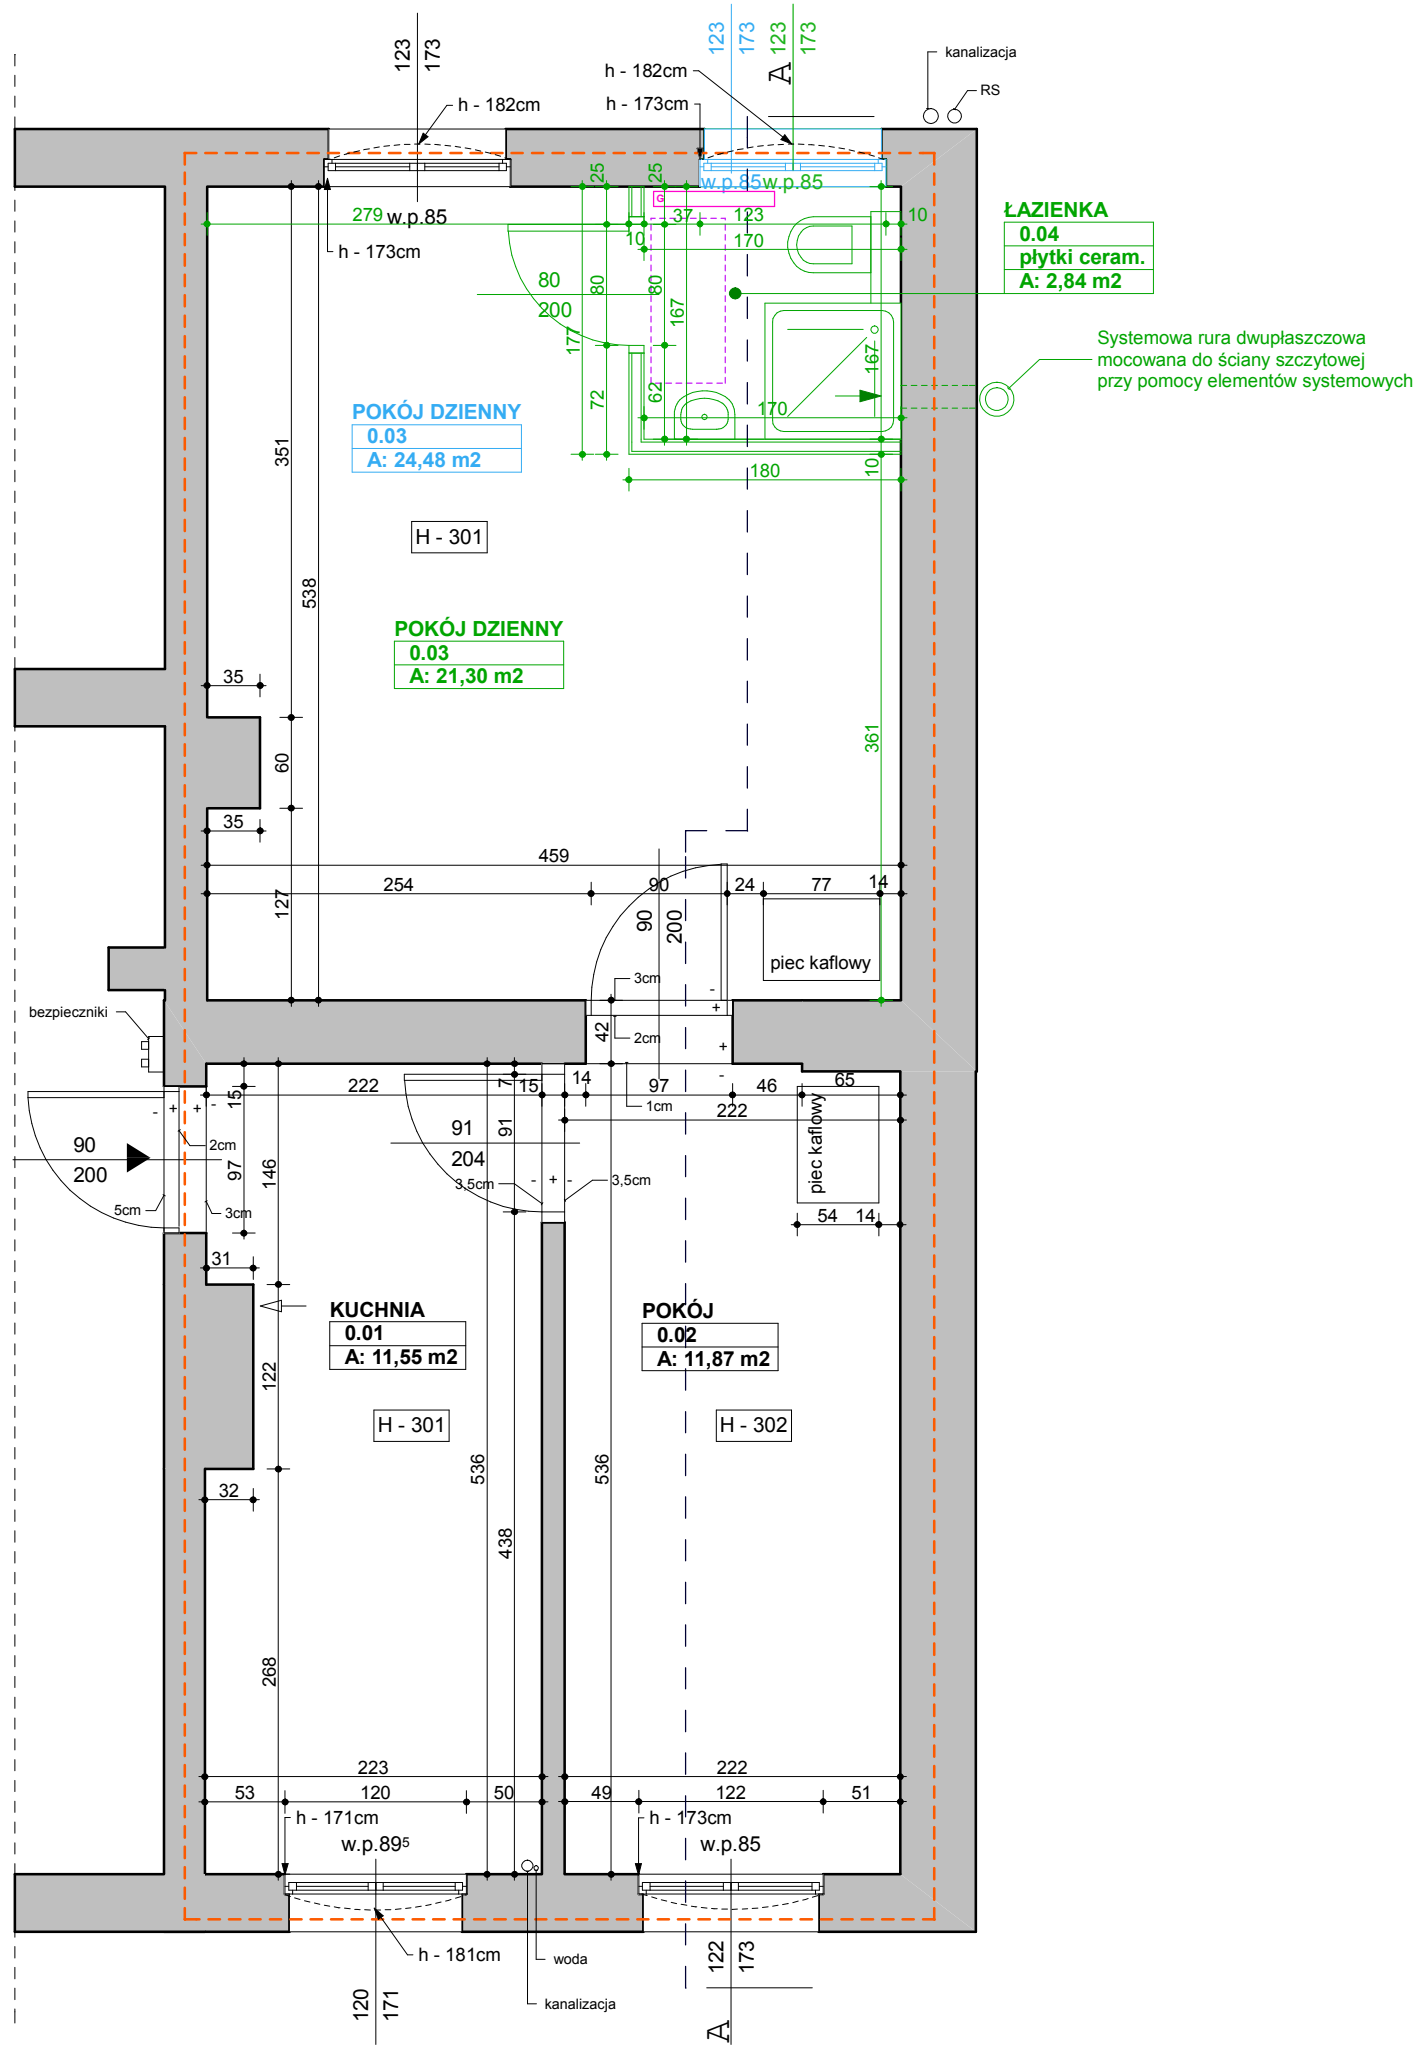 123
173
123
173
123
173
A
h - 182cm
h - 182cm
h - 173cm
kanalizacja
RS
w.p.85
w.p.85
w.p.85
25
25
G
279
h - 173cm
37
123
10
10
170
ŁAZIENKA
0.04
płytki ceram.
A: 2,84 m2
80
200
80
80
167
177
72
62
167
170
Systemowa rura dwupłaszczowa
mocowana do ściany szczytowej
przy pomocy elementów systemowych
POKÓJ DZIENNY
0.03
A: 24,48 m2
351
180
10
H - 301
538
POKÓJ DZIENNY
0.03
A: 21,30 m2
35
60
361
35
459
254
90
24
77
14
127
90
200
piec kaflowy
3cm
-
+
bezpieczniki
42
2cm
+
-
222
7
15
14
97
46
65
15
1cm
222
- + + -
2cm
91
91
204
piec kaflowy
90
200
97
146
3,5cm
- + -
3,5cm
5cm
3cm
54
14
31
KUCHNIA
0.01
A: 11,55 m2
POKÓJ
0.02
A: 11,87 m2
122
H - 301
H - 302
536
536
32
438
268
223
222
53
120
50
49
122
51
h - 171cm
h - 173cm
w.p.89⁵
w.p.85
h - 181cm
woda
kanalizacja
120
171
122
173
A